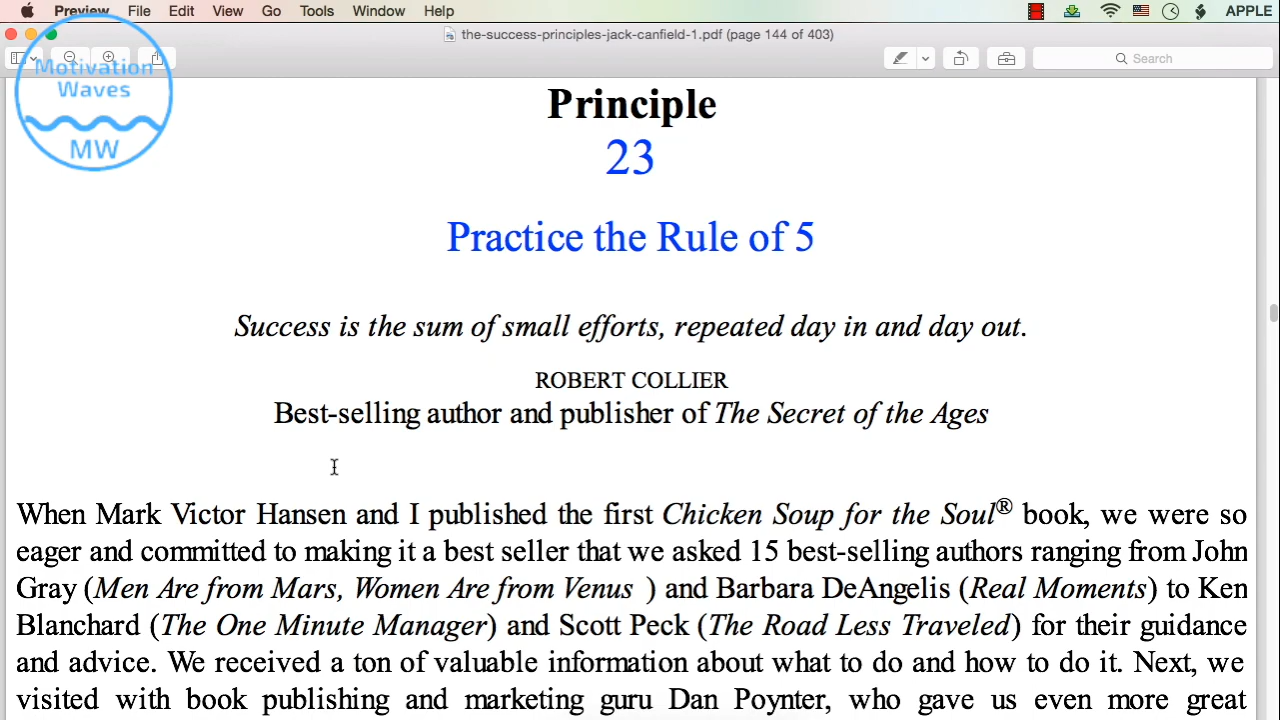 Preview File Edit View Go Tools Window Help APPLE
the-success-principles-jack-canfield-1.pdf (page 144 of 403)
Search
Motivation
Waves
MW
Principle
23
Practice the Rule of 5
Success is the sum of small efforts, repeated day in and day out.
ROBERT COLLIER
Best-selling author and publisher of The Secret of the Ages
When Mark Victor Hansen and I published the first Chicken Soup for the Soul® book, we were so
eager and committed to making it a best seller that we asked 15 best-selling authors ranging from John
Gray (Men Are from Mars, Women Are from Venus ) and Barbara DeAngelis (Real Moments) to Ken
Blanchard (The One Minute Manager) and Scott Peck (The Road Less Traveled) for their guidance
and advice. We received a ton of valuable information about what to do and how to do it. Next, we
visited with book publishing and marketing guru Dan Poynter, who gave us even more great